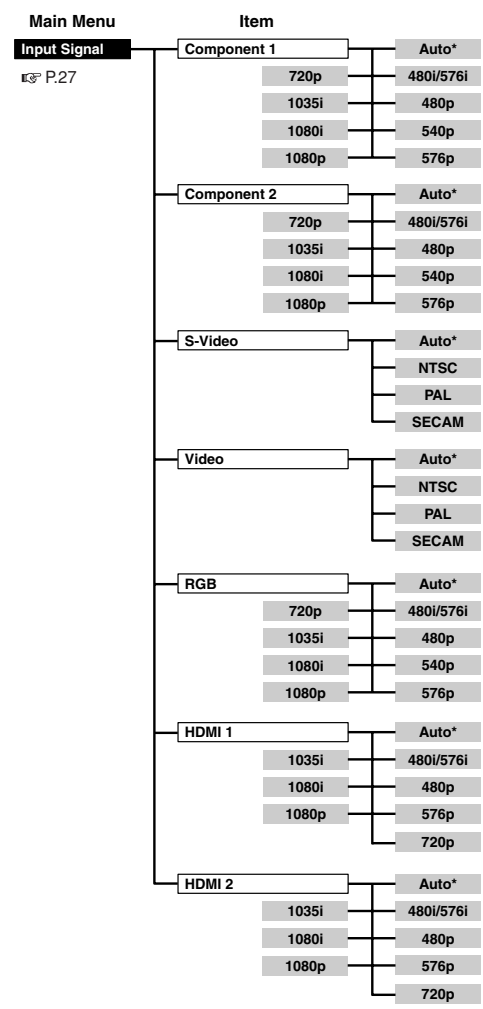 Main Menu Item
Input Signal Component 1 Auto*
☞ P.27 720p 480i/576i
1035i 480p
1080i 540p
1080p 576p
Component 2 Auto*
720p 480i/576i
1035i 480p
1080i 540p
1080p 576p
S-Video Auto*
NTSC
PAL
SECAM
Video Auto*
NTSC
PAL
SECAM
RGB Auto*
720p 480i/576i
1035i 480p
1080i 540p
1080p 576p
HDMI 1 Auto*
1035i 480i/576i
1080i 480p
1080p 576p
720p
HDMI 2 Auto*
1035i 480i/576i
1080i 480p
1080p 576p
720p